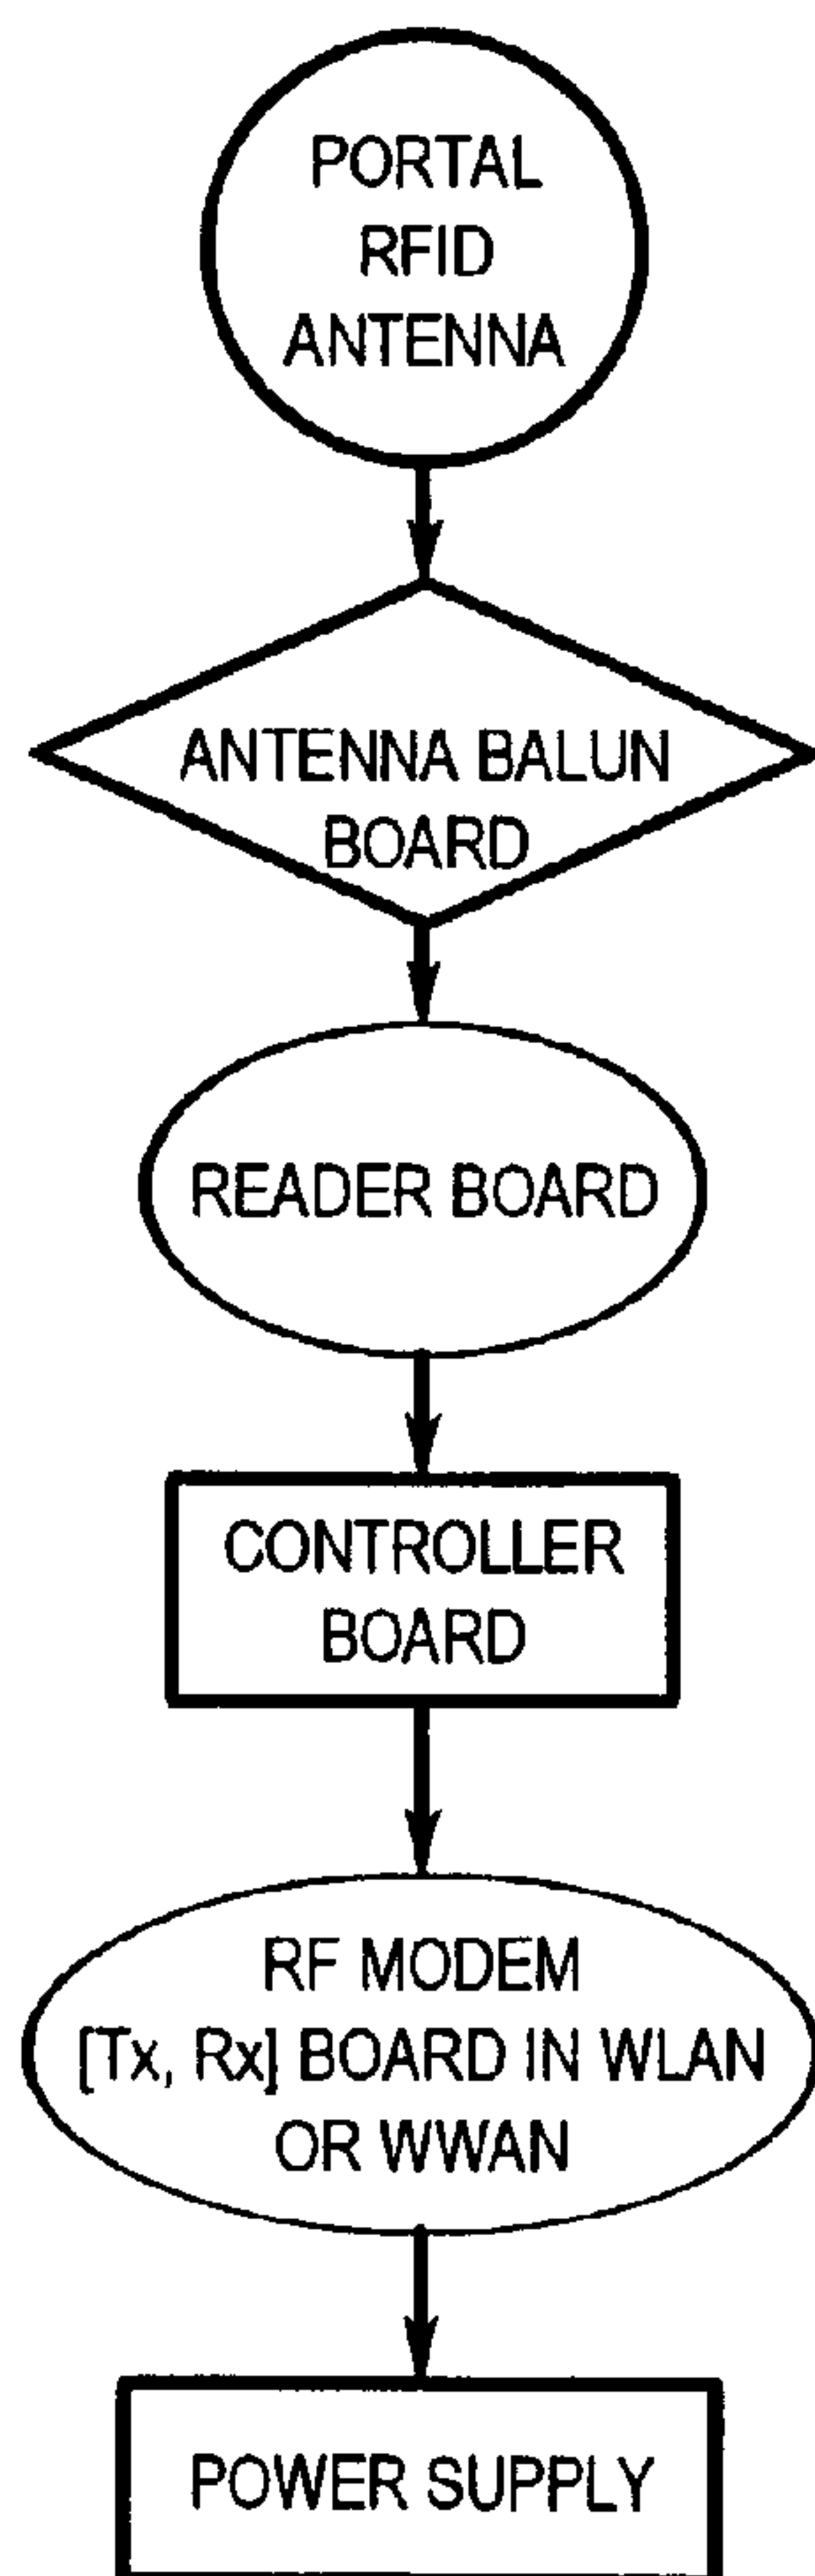 PORTAL
RFID
ANTENNA
ANTENNA BALUN
BOARD
READER BOARD
CONTROLLER
BOARD
RF MODEM
[Tx, Rx] BOARD IN WLAN
OR WWAN
POWER SUPPLY